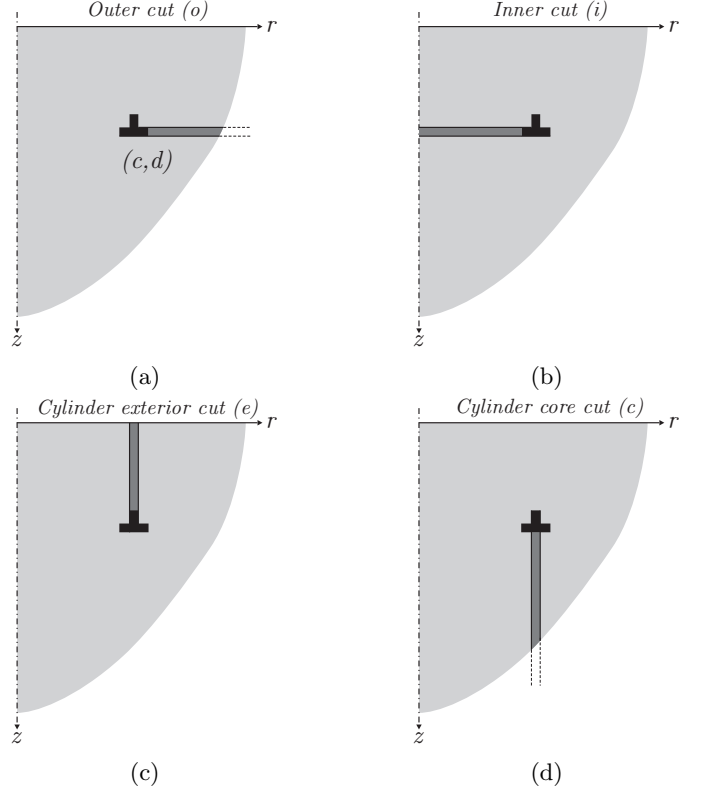 Outer cut (o)
r
(c,d)
z
(a)
Inner cut (i)
r
z
(b)
Cylinder exterior cut (e)
r
z
(c)
Cylinder core cut (c)
r
z
(d)